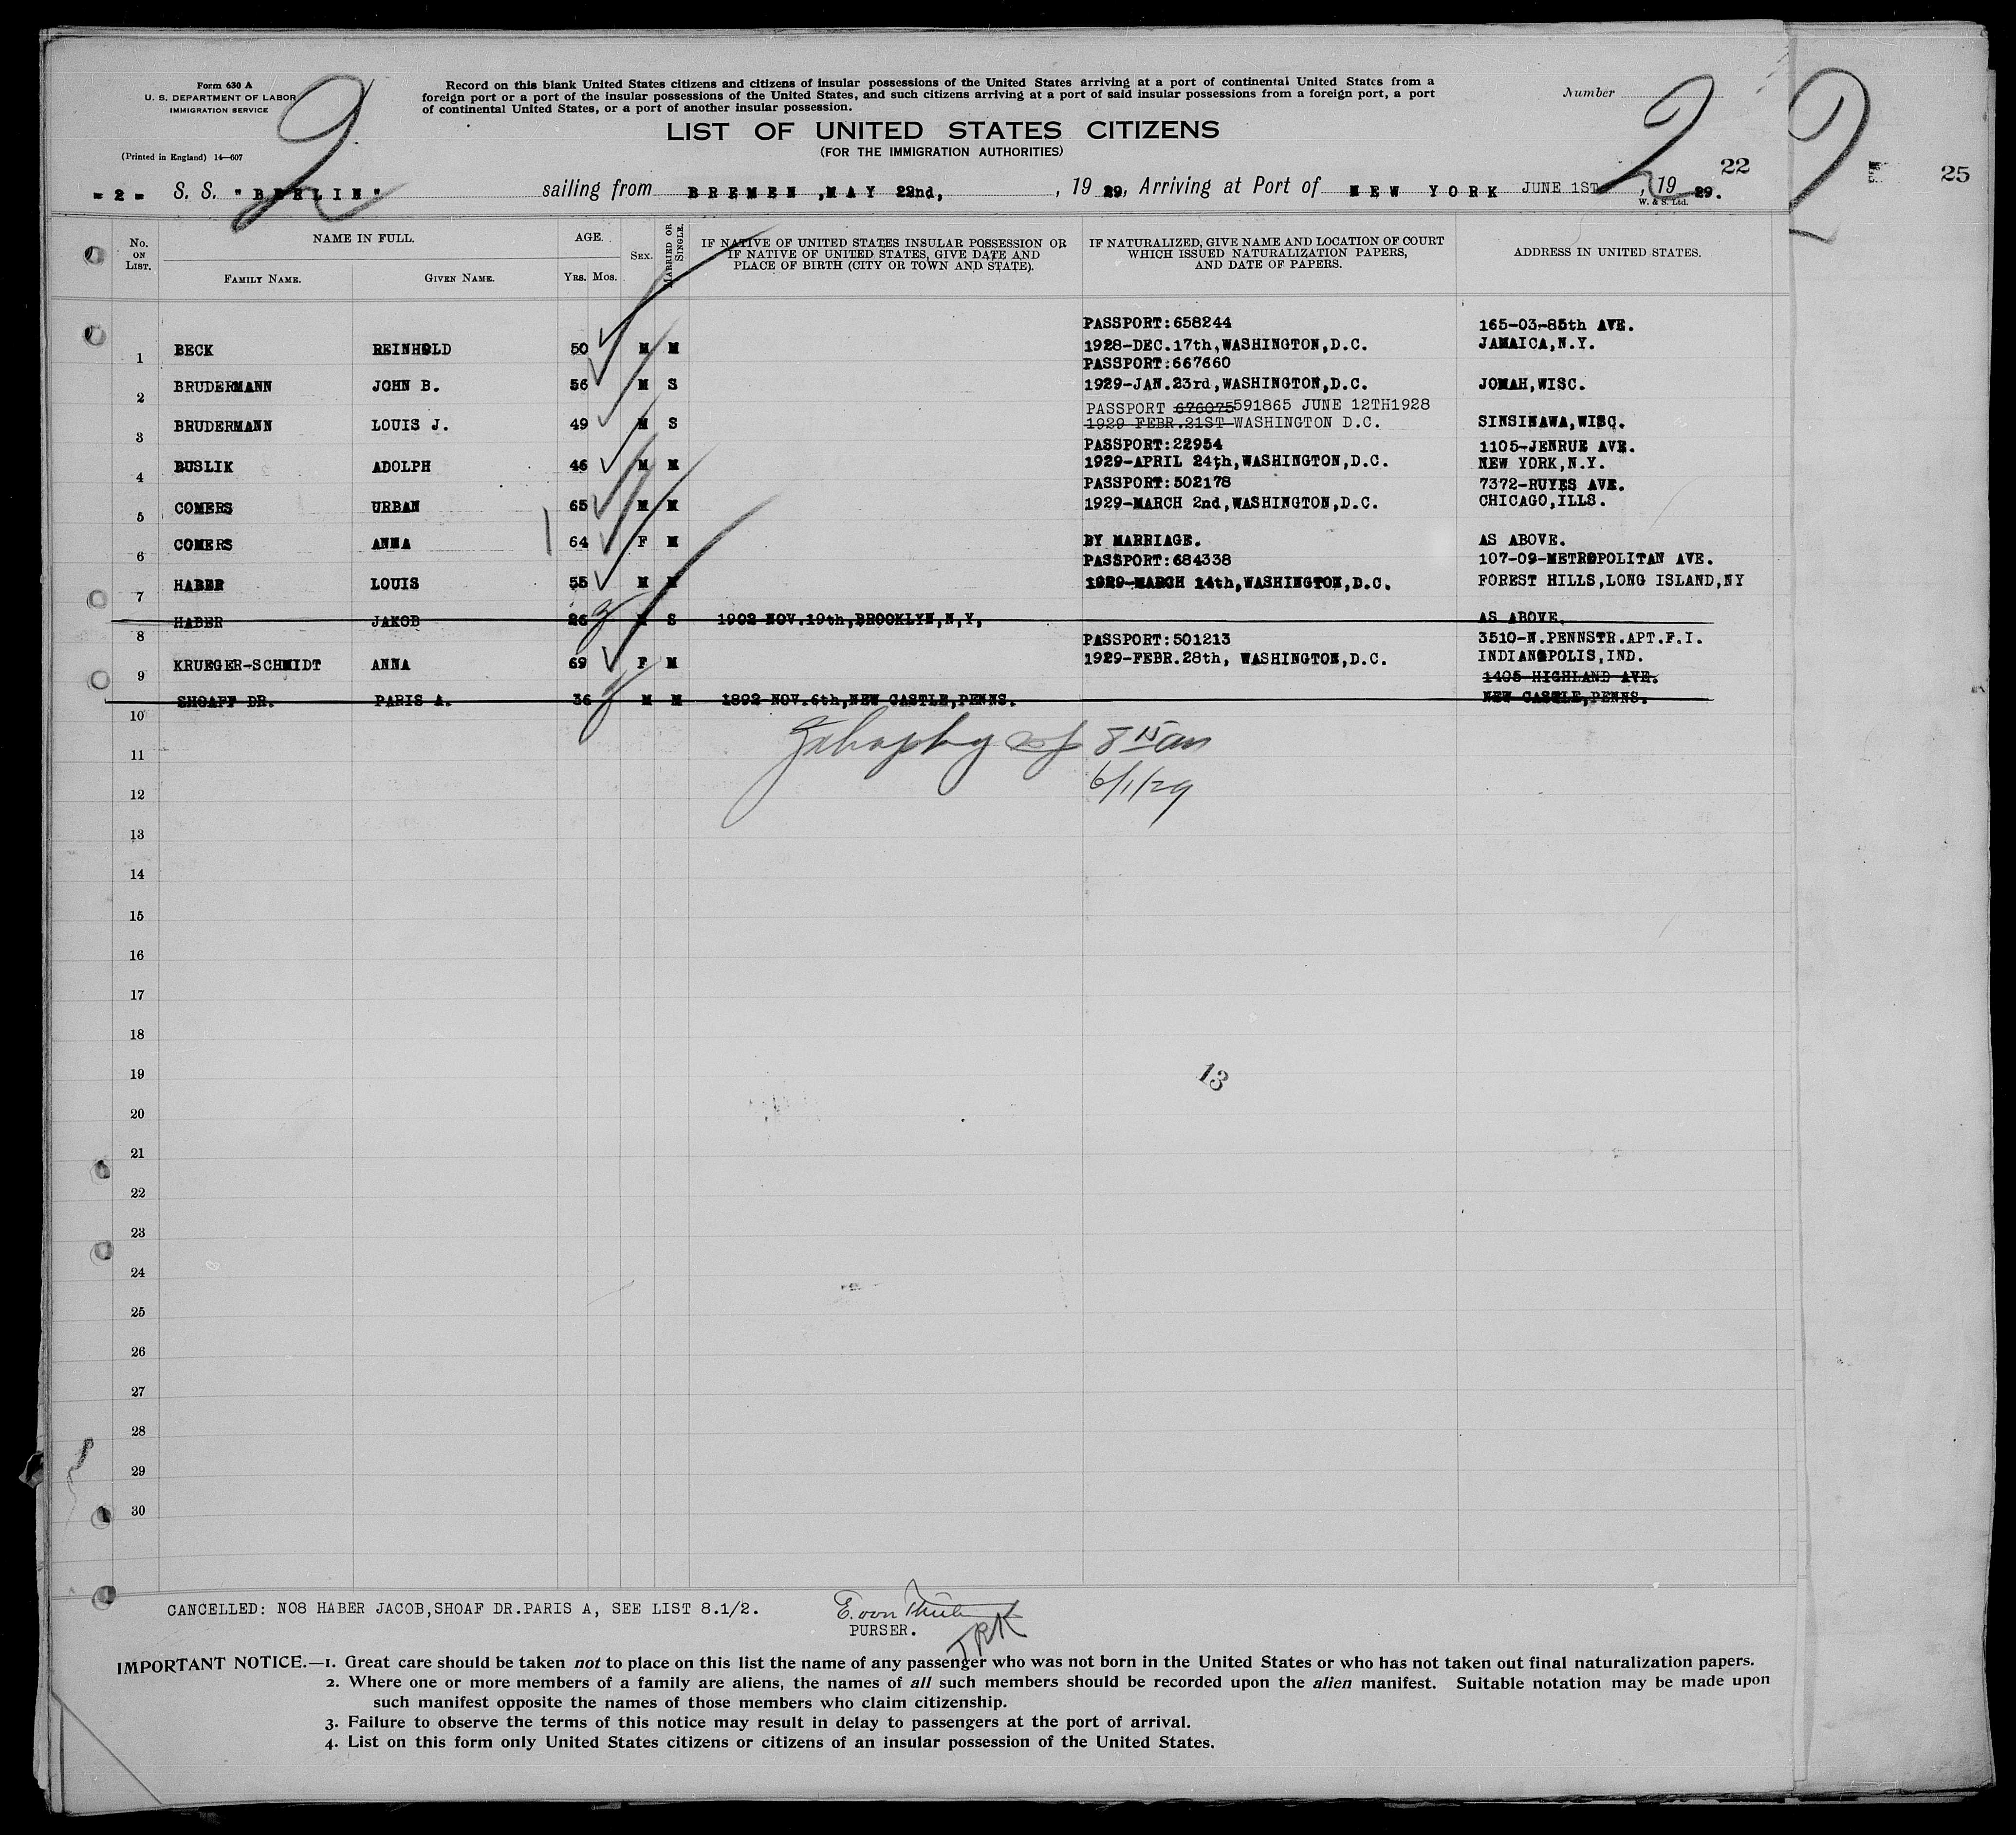 Form 630 A
U. S. DEPARTMENT OF LABOR
IMMIGRATION SERVICE
(Printed in England) 14—607
Record on this blank United States citizens and citizens of insular possessions of the United States arriving at a port of continental United States from a
foreign port or a port of the insular possessions of the United States, and such citizens arriving at a port of said insular possessions from a foreign port, a port
of continental United States, or a port of another insular possession.
Number
LIST OF UNITED STATES CITIZENS
(FOR THE IMMIGRATION AUTHORITIES)
2 2 2
22
25
- 2 - S. S. "BERLIN" sailing from BREMEN ,MAY 22nd, , 19 29, Arriving at Port of NEW YORK JUNE 1ST , 19 29.
W. & S. Ltd.
No. ON LIST.
NAME IN FULL.
FAMILY NAME. GIVEN NAME.
AGE.
YRS. MOS.
SEX.
MARRIED OR SINGLE.
IF NATIVE OF UNITED STATES INSULAR POSSESSION OR
IF NATIVE OF UNITED STATES, GIVE DATE AND
PLACE OF BIRTH (CITY OR TOWN AND STATE).
IF NATURALIZED, GIVE NAME AND LOCATION OF COURT
WHICH ISSUED NATURALIZATION PAPERS,
AND DATE OF PAPERS.
ADDRESS IN UNITED STATES.
PASSPORT:658244 165-03-85th AVE.
1 BECK REINHOLD 50 M M 1928-DEC.17th,WASHINGTON,D.C. JAMAICA,N.Y.
PASSPORT:667660
2 BRUDERMANN JOHN B. 56 M S 1929-JAN.23rd,WASHINGTON,D.C. JOMAH,WISC.
PASSPORT 676075591865 JUNE 12TH1928
3 BRUDERMANN LOUIS J. 49 M S 1929 FEBR.21ST WASHINGTON D.C. SINSINAWA,WISC.
PASSPORT:22954 1105-JENRUE AVE.
4 BUSLIK ADOLPH 46 M M 1929-APRIL 24th,WASHINGTON,D.C. NEW YORK,N.Y.
PASSPORT:502178 7372-RUYES AVE.
5 COMERS URBAN 65 M M 1929-MARCH 2nd,WASHINGTON,D.C. CHICAGO,ILLS.
6 COMERS ANNA 64 F M BY MARRIAGE. AS ABOVE.
PASSPORT:684338 107-09-METROPOLITAN AVE.
7 HABER LOUIS 55 M M 1929-MARCH 14th,WASHINGTON,D.C. FOREST HILLS,LONG ISLAND,NY
8 HABER JAKOB 26 M S 1902 NOV.19th,BROOKLYN,N,Y, AS ABOVE.
PASSPORT:501213 3510-N.PENNSTR.APT.F.I.
9 KRUEGER-SCHMIDT ANNA 69 F M 1929-FEBR.28th, WASHINGTON,D.C. INDIANOPOLIS,IND.
1405 HIGHLAND AVE.
10 SHOAFF DR. PARIS A. 36 M M 1892 NOV.6th,NEW CASTLE,PENNS. NEW CASTLE,PENNS.
8 15 am
11
6/1/29
12
13
14
15
16
17
18
19
13
20
21
22
23
24
25
26
27
28
29
30
CANCELLED: NO8 HABER JACOB,SHOAF DR.PARIS A, SEE LIST 8.1/2.
PURSER.
IMPORTANT NOTICE.—1. Great care should be taken not to place on this list the name of any passenger who was not born in the United States or who has not taken out final naturalization papers.
2. Where one or more members of a family are aliens, the names of all such members should be recorded upon the alien manifest. Suitable notation may be made upon
such manifest opposite the names of those members who claim citizenship.
3. Failure to observe the terms of this notice may result in delay to passengers at the port of arrival.
4. List on this form only United States citizens or citizens of an insular possession of the United States.